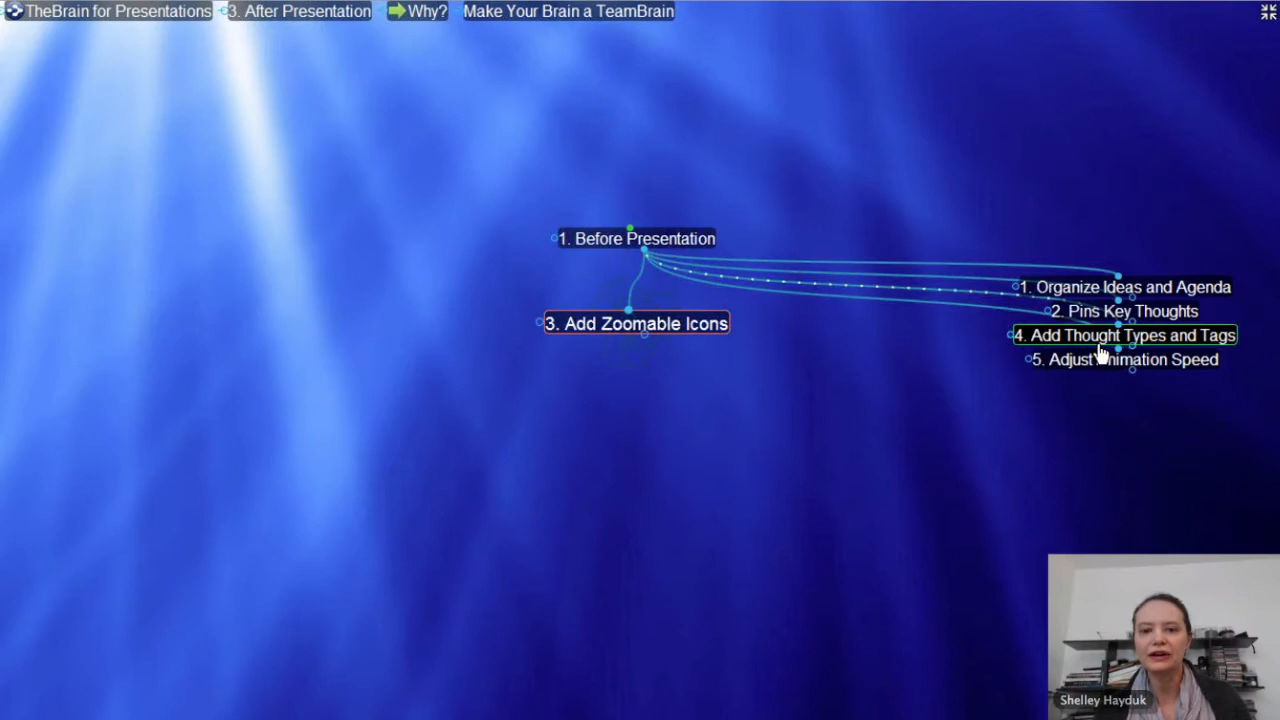 TheBrain for Presentations
3. After Presentation
Why?
Make Your Brain a TeamBrain
1. Before Presentation
1. Organize Ideas and Agenda
2. Pins Key Thoughts
3. Add Zoomable Icons
4. Add Thought Types and Tags
5. Adjust Animation Speed
Shelley Hayduk